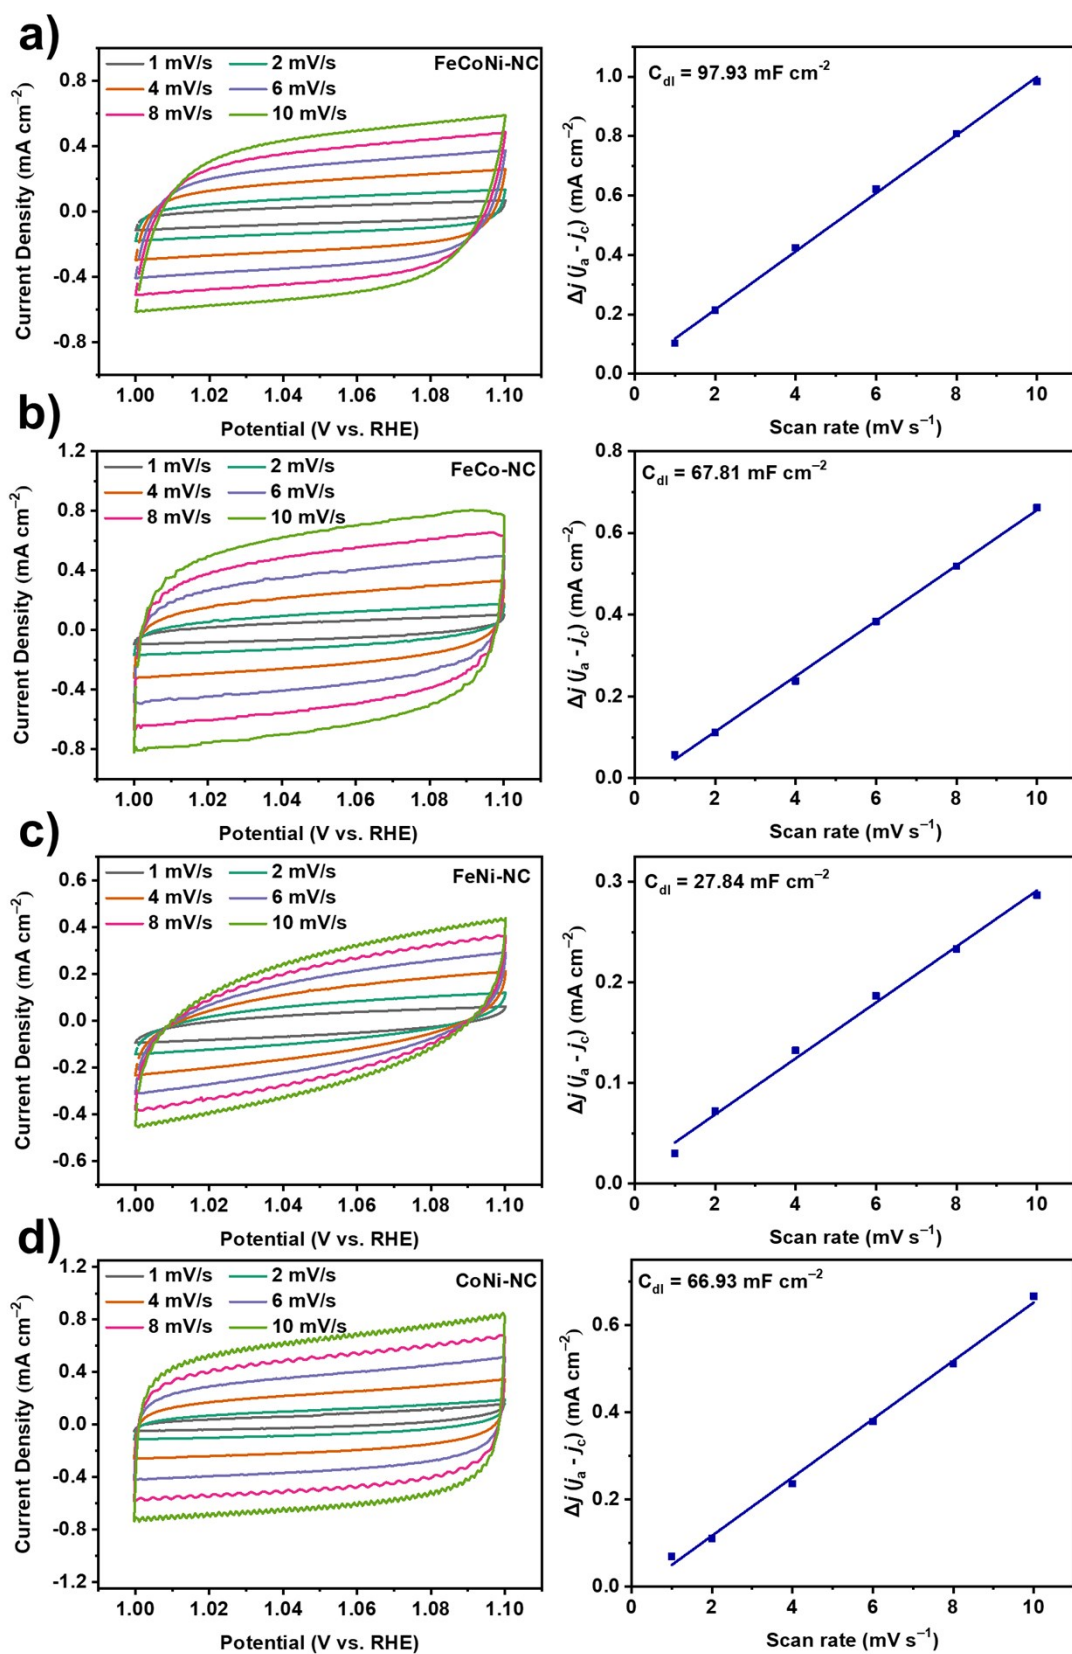 a)
1 mV/s 2 mV/s FeCoNi-NC
4 mV/s 6 mV/s
8 mV/s 10 mV/s
0.8
0.4
0.0
-0.4
-0.8
Current Density (mA cm⁻²)
1.00 1.02 1.04 1.06 1.08 1.10
Potential (V vs. RHE)
C_dl = 97.93 mF cm⁻²
1.0
0.8
0.6
0.4
0.2
0.0
Δj (j_a - j_c) (mA cm⁻²)
0 2 4 6 8 10
Scan rate (mV s⁻¹)
b)
1 mV/s 2 mV/s FeCo-NC
4 mV/s 6 mV/s
8 mV/s 10 mV/s
1.2
0.8
0.4
0.0
-0.4
-0.8
Current Density (mA cm⁻²)
1.00 1.02 1.04 1.06 1.08 1.10
Potential (V vs. RHE)
C_dl = 67.81 mF cm⁻²
0.8
0.6
0.4
0.2
0.0
Δj (j_a - j_c) (mA cm⁻²)
0 2 4 6 8 10
Scan rate (mV s⁻¹)
c)
1 mV/s 2 mV/s FeNi-NC
4 mV/s 6 mV/s
8 mV/s 10 mV/s
0.6
0.4
0.2
0.0
-0.2
-0.4
-0.6
Current Density (mA cm⁻²)
1.00 1.02 1.04 1.06 1.08 1.10
Potential (V vs. RHE)
C_dl = 27.84 mF cm⁻²
0.3
0.2
0.1
0.0
Δj (j_a - j_c) (mA cm⁻²)
0 2 4 6 8 10
Scan rate (mV s⁻¹)
d)
1 mV/s 2 mV/s CoNi-NC
4 mV/s 6 mV/s
8 mV/s 10 mV/s
1.2
0.8
0.4
0.0
-0.4
-0.8
-1.2
Current Density (mA cm⁻²)
1.00 1.02 1.04 1.06 1.08 1.10
Potential (V vs. RHE)
C_dl = 66.93 mF cm⁻²
0.6
0.4
0.2
0.0
Δj (j_a - j_c) (mA cm⁻²)
0 2 4 6 8 10
Scan rate (mV s⁻¹)